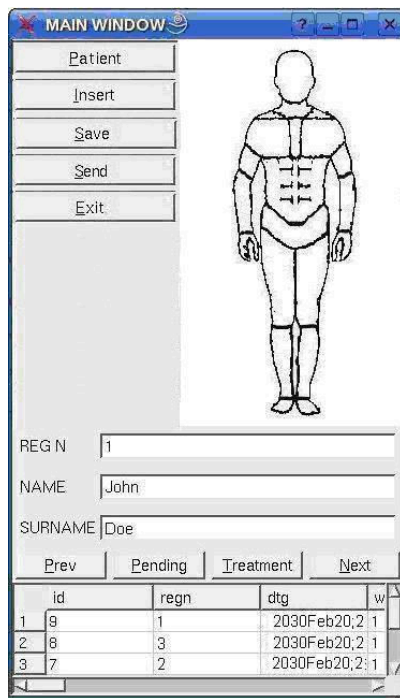 MAIN WINDOW
Patient
Insert
Save
Send
Exit
REG N 1
NAME John
SURNAME Doe
Prev Pending Treatment Next
id regn dtg w
1 9 1 2030Feb20;2 1
2 8 3 2030Feb20;2 1
3 7 2 2030Feb20;2 1